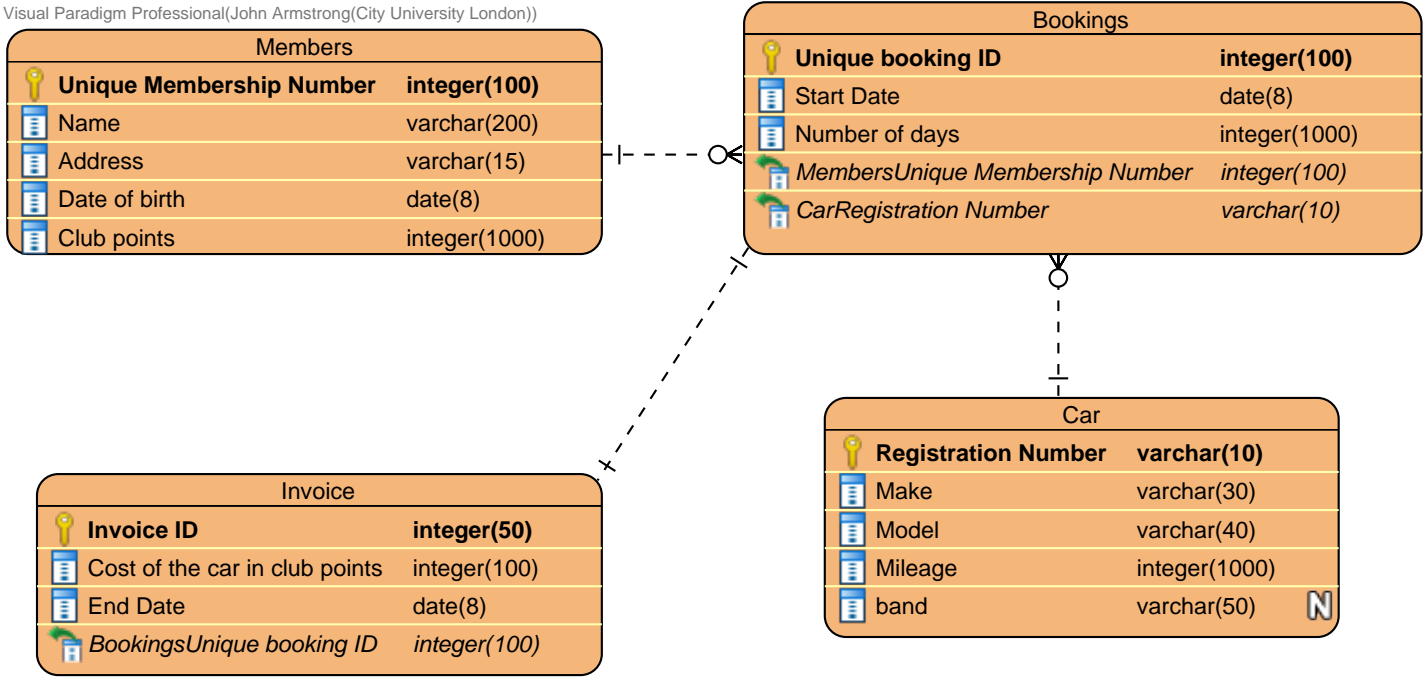 Visual Paradigm Professional(John Armstrong(City University London))
Members
Unique Membership Number integer(100)
Name varchar(200)
Address varchar(15)
Date of birth date(8)
Club points integer(1000)
Bookings
Unique booking ID integer(100)
Start Date date(8)
Number of days integer(1000)
MembersUnique Membership Number integer(100)
CarRegistration Number varchar(10)
Invoice
Invoice ID integer(50)
Cost of the car in club points integer(100)
End Date date(8)
BookingsUnique booking ID integer(100)
Car
Registration Number varchar(10)
Make varchar(30)
Model varchar(40)
Mileage integer(1000)
band varchar(50) N